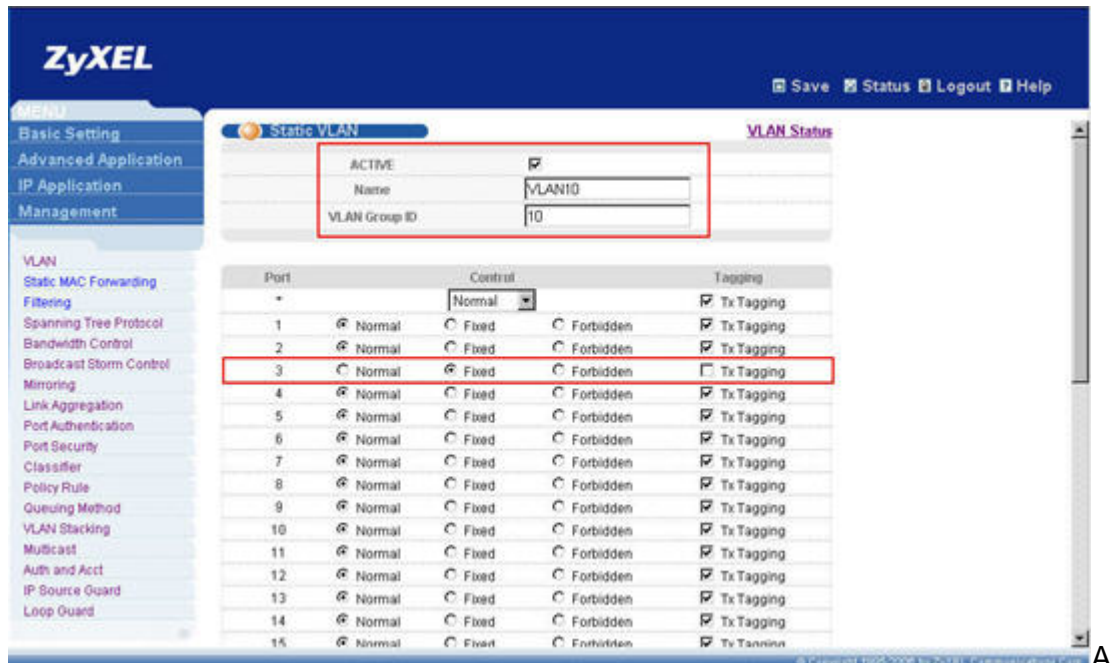 ZyXEL
Save Status Logout Help
MENU
Basic Setting
Advanced Application
IP Application
Management
VLAN
Static MAC Forwarding
Filtering
Spanning Tree Protocol
Bandwidth Control
Broadcast Storm Control
Mirroring
Link Aggregation
Port Authentication
Port Security
Classifier
Policy Rule
Queuing Method
VLAN Stacking
Multicast
Auth and Acct
IP Source Guard
Loop Guard
Static VLAN VLAN Status
ACTIVE
Name VLAN10
VLAN Group ID 10
Port Control Tagging
* Normal Tx Tagging
1 Normal Fixed Forbidden Tx Tagging
2 Normal Fixed Forbidden Tx Tagging
3 Normal Fixed Forbidden Tx Tagging
4 Normal Fixed Forbidden Tx Tagging
5 Normal Fixed Forbidden Tx Tagging
6 Normal Fixed Forbidden Tx Tagging
7 Normal Fixed Forbidden Tx Tagging
8 Normal Fixed Forbidden Tx Tagging
9 Normal Fixed Forbidden Tx Tagging
10 Normal Fixed Forbidden Tx Tagging
11 Normal Fixed Forbidden Tx Tagging
12 Normal Fixed Forbidden Tx Tagging
13 Normal Fixed Forbidden Tx Tagging
14 Normal Fixed Forbidden Tx Tagging
15 Normal Fixed Forbidden Tx Tagging
A